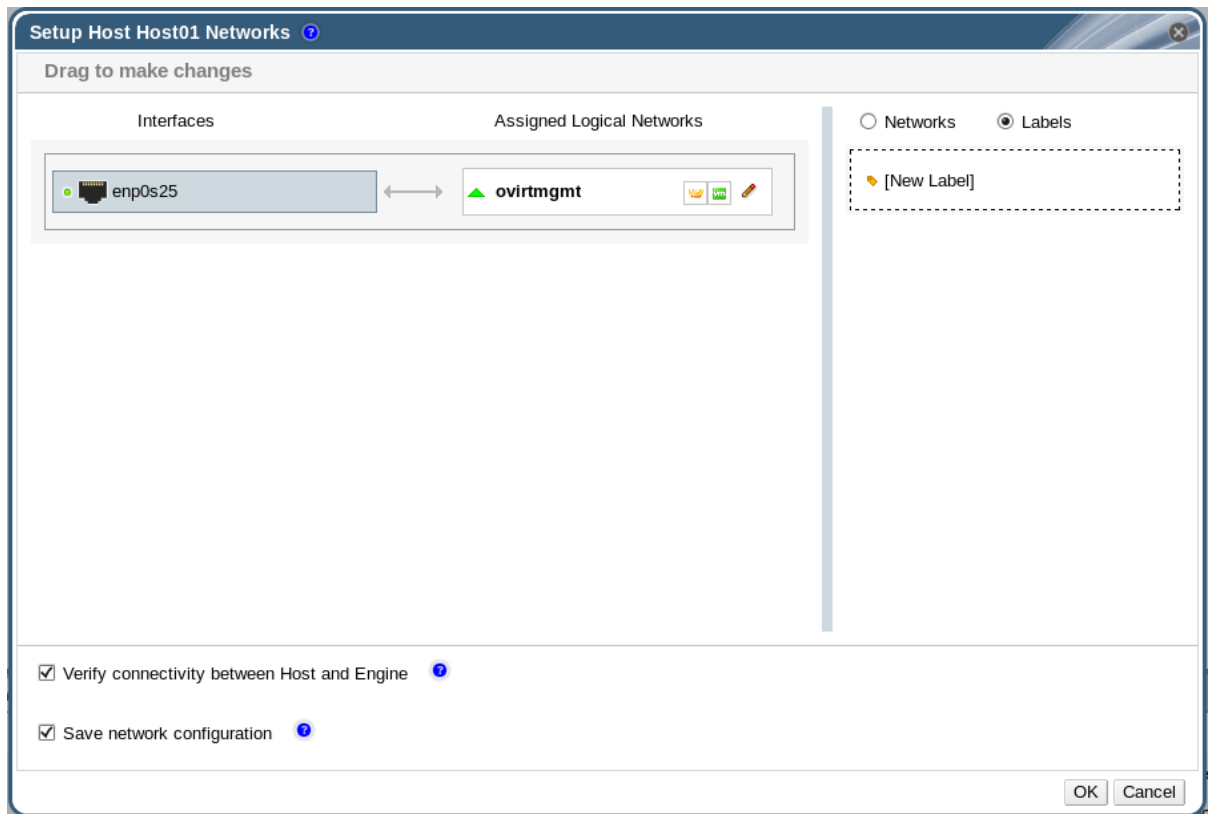 Setup Host Host01 Networks ?
Drag to make changes
Interfaces
Assigned Logical Networks
Networks
Labels
enp0s25
ovirtmgmt
vm
[New Label]
Verify connectivity between Host and Engine ?
Save network configuration ?
OK
Cancel